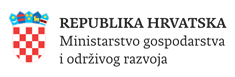 REPUBLIKA HRVATSKA
Ministarstvo gospodarstva
i održivog razvoja